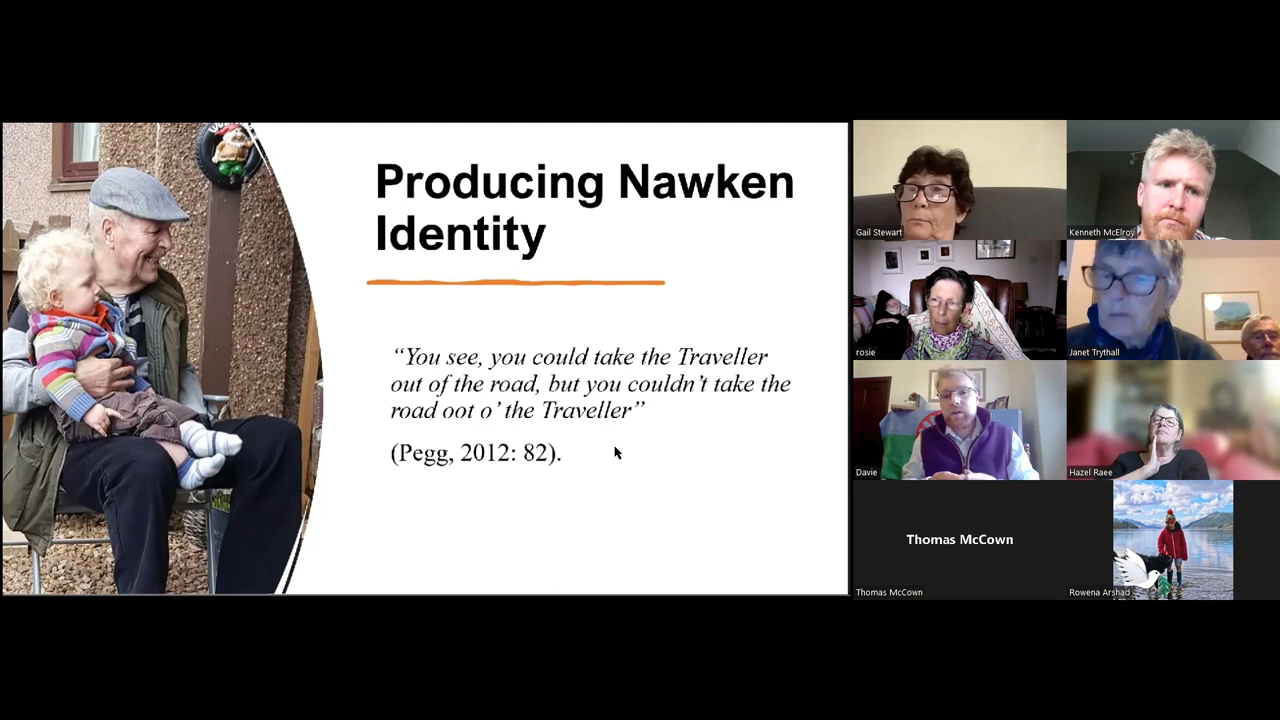 Producing Nawken
Identity
“You see, you could take the Traveller
out of the road, but you couldn’t take the
road oot o’ the Traveller”
(Pegg, 2012: 82).
Gail Stewart
Kenneth McElroy
rosie
Janet Trythall
Davie
Hazel Raee
Thomas McCown
Thomas McCown
Rowena Arshad